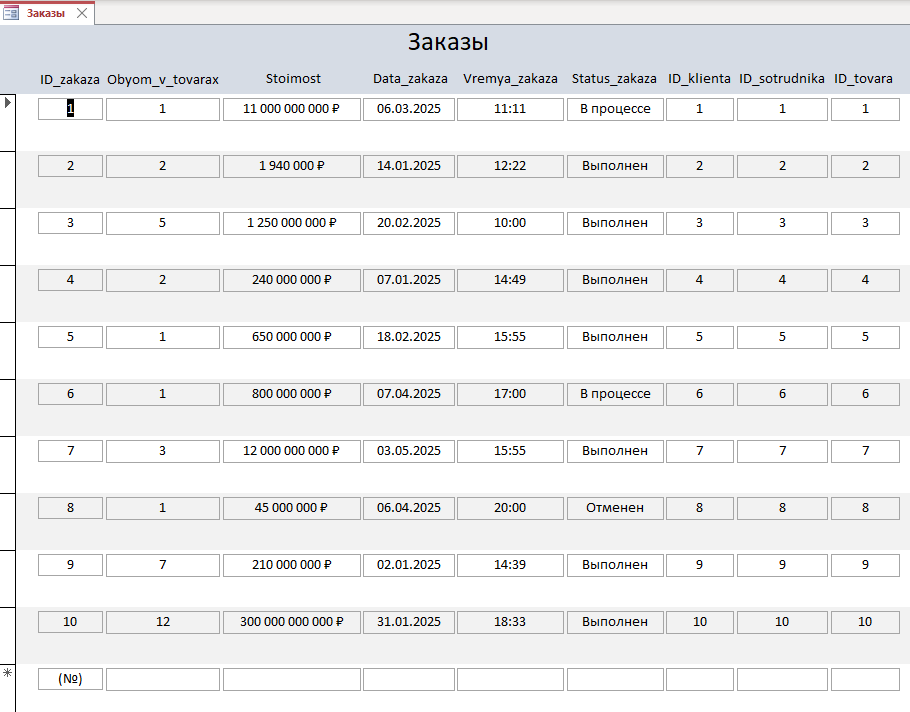 Заказы
Заказы
ID_zakaza Obyom_v_tovarax Stoimost Data_zakaza Vremya_zakaza Status_zakaza ID_klienta ID_sotrudnika ID_tovara
1 1 11 000 000 000 ₽ 06.03.2025 11:11 В процессе 1 1 1
2 2 1 940 000 ₽ 14.01.2025 12:22 Выполнен 2 2 2
3 5 1 250 000 000 ₽ 20.02.2025 10:00 Выполнен 3 3 3
4 2 240 000 000 ₽ 07.01.2025 14:49 Выполнен 4 4 4
5 1 650 000 000 ₽ 18.02.2025 15:55 Выполнен 5 5 5
6 1 800 000 000 ₽ 07.04.2025 17:00 В процессе 6 6 6
7 3 12 000 000 000 ₽ 03.05.2025 15:55 Выполнен 7 7 7
8 1 45 000 000 ₽ 06.04.2025 20:00 Отменен 8 8 8
9 7 210 000 000 ₽ 02.01.2025 14:39 Выполнен 9 9 9
10 12 300 000 000 000 ₽ 31.01.2025 18:33 Выполнен 10 10 10
(№)